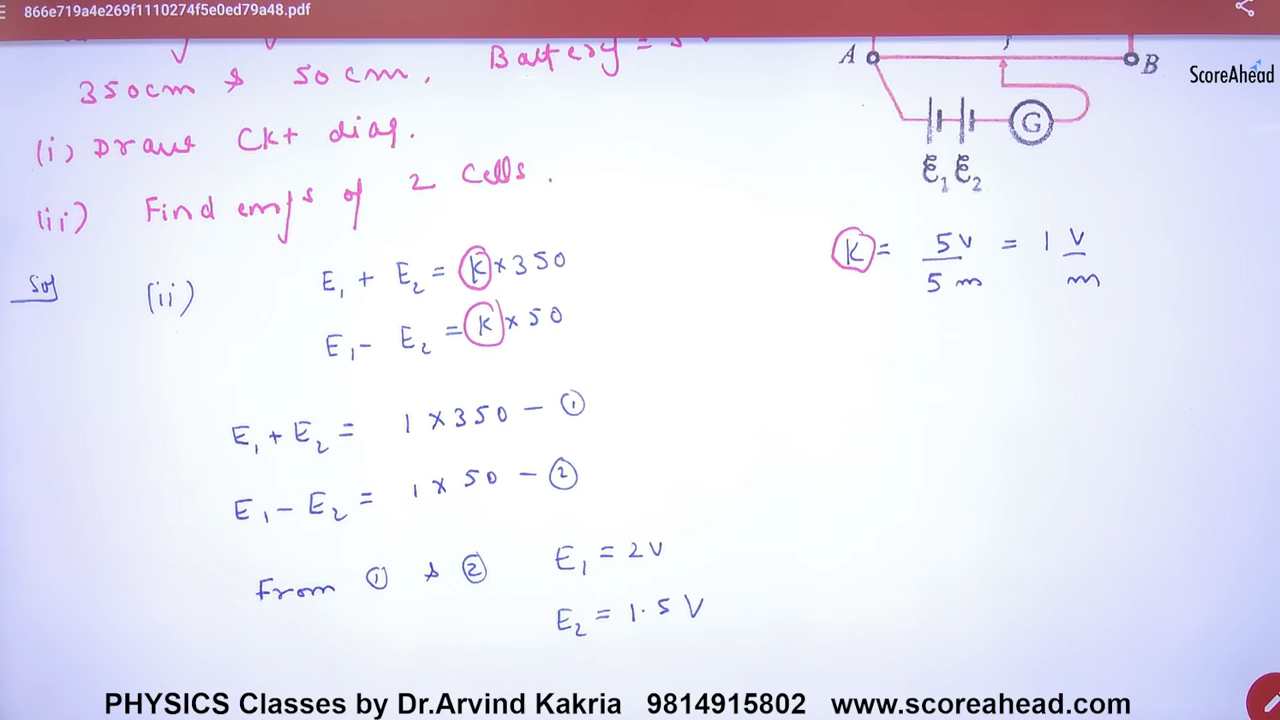 866e719a4e269f1110274f5e0ed79a48.pdf
Battery =
350cm & 50cm.
A
B
ScoreAhead
(i) Draw Ckt diag.
G
ℰ1 ℰ2
(ii) Find emfs of 2 Cells.
K = 5V / 5m = 1 V/m
Sol (ii) E1 + E2 = K × 350
E1 - E2 = K × 50
E1 + E2 = 1 × 350 - ①
E1 - E2 = 1 × 50 - ②
From ① & ② E1 = 2V
E2 = 1.5 V
PHYSICS Classes by Dr.Arvind Kakria 9814915802 www.scoreahead.com